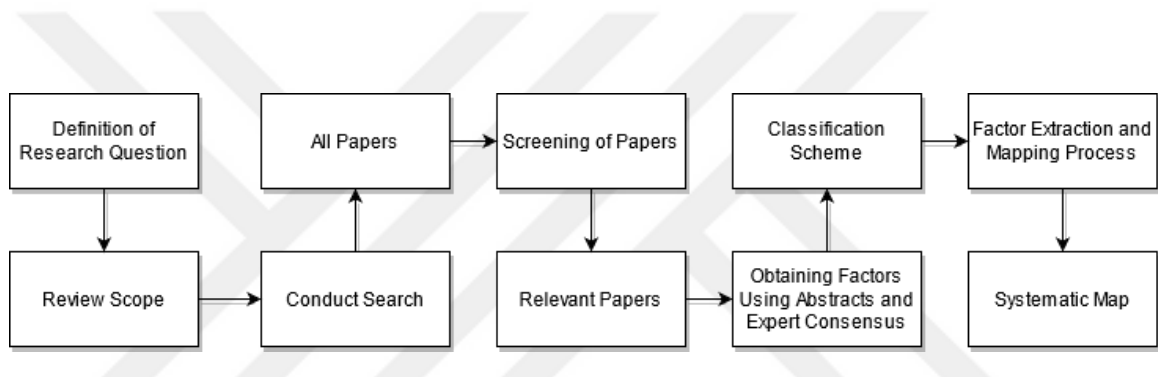 Definition of
Research Question
Review Scope
Conduct Search
All Papers
Screening of Papers
Relevant Papers
Obtaining Factors
Using Abstracts and
Expert Consensus
Classification
Scheme
Factor Extraction and
Mapping Process
Systematic Map